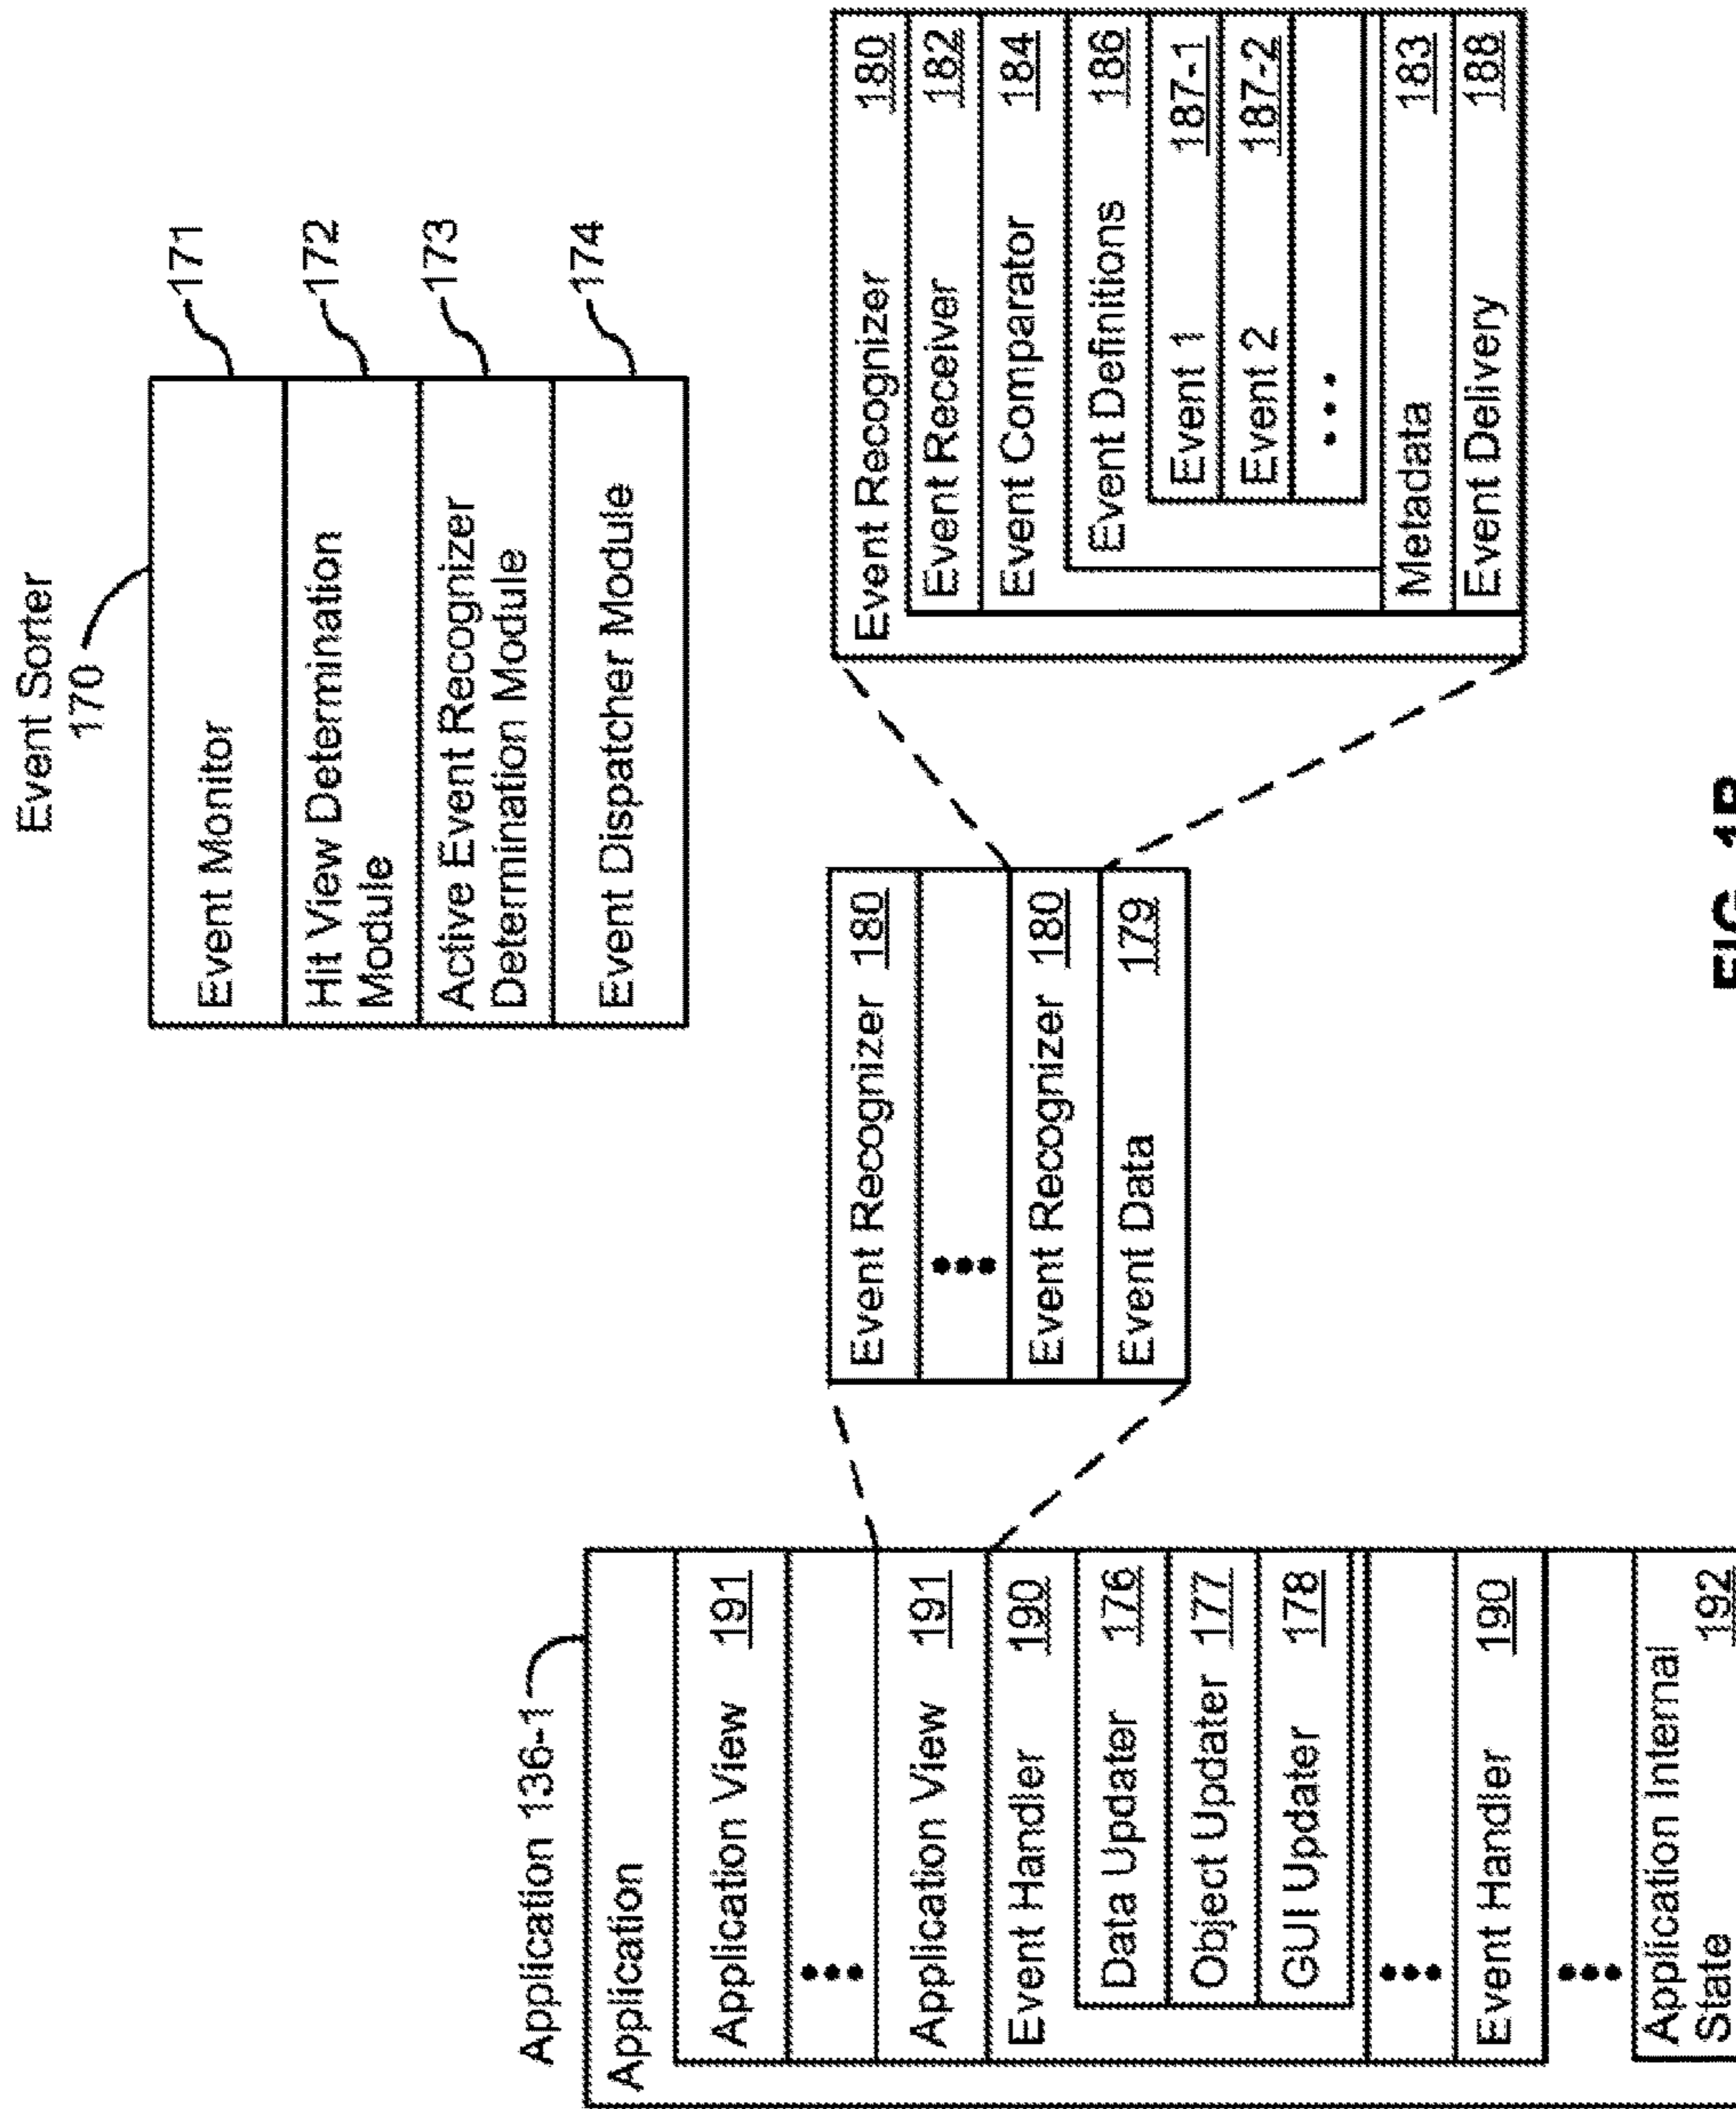 Event Sorter
170
Event Monitor
171
Hit View Determination
Module
172
Active Event Recognizer
Determination Module
173
Event Dispatcher Module
174
Application 136-1
Application
Application View 191
•••
Application View 191
Event Handler 190
Data Updater 176
Object Updater 177
GUI Updater 178
•••
Event Handler 190
•••
Application Internal
State 192
Event Recognizer 180
•••
Event Recognizer 180
Event Data 179
Event Recognizer 180
Event Receiver 182
Event Comparator 184
Event Definitions 186
Event 1 187-1
Event 2 187-2
•••
Metadata 183
Event Delivery 188
FIG. 1B